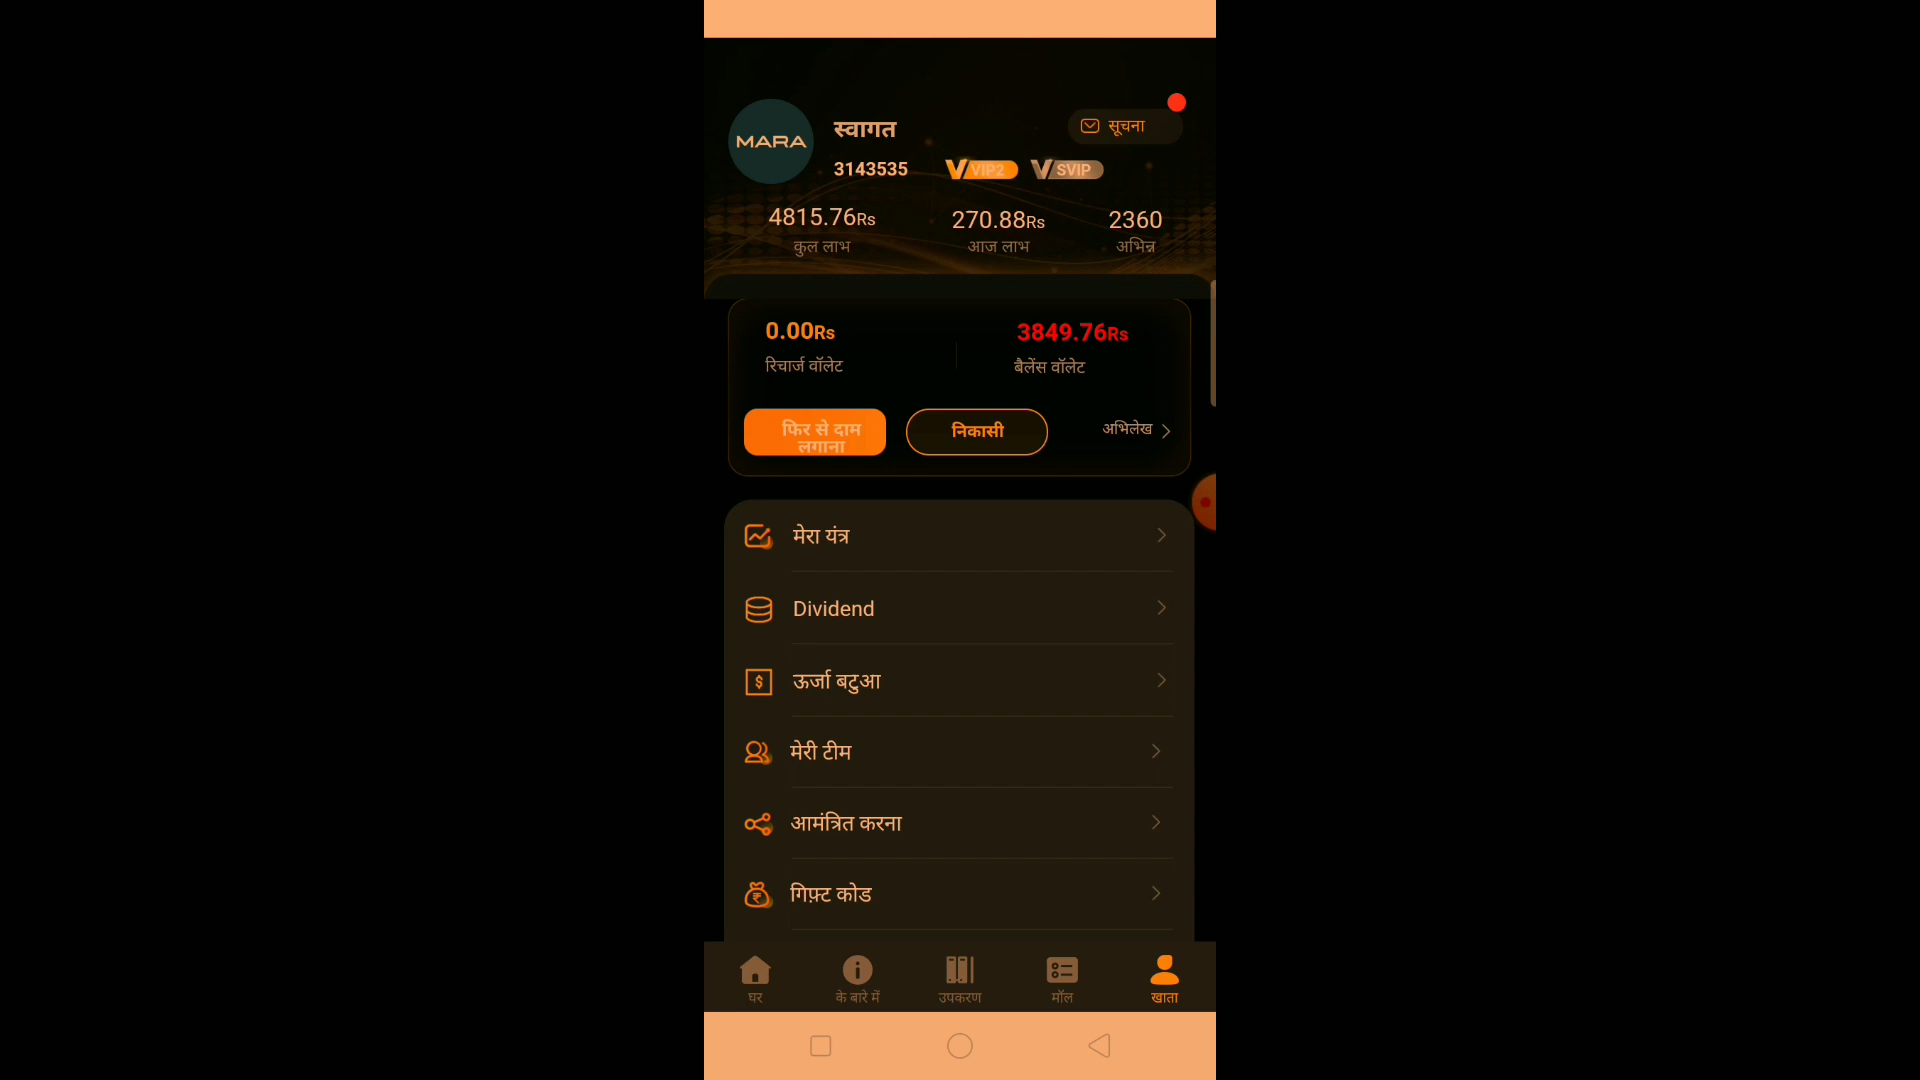 MARA
स्वागत
सूचना
3143535
VIP2
SVIP
4815.76Rs
270.88Rs
2360
कुल लाभ
आज लाभ
अभिन्न
0.00Rs
3849.76Rs
रिचार्ज वॉलेट
बैलेंस वॉलेट
फिर से दाम
लगाना
निकासी
अभिलेख
मेरा यंत्र
Dividend
ऊर्जा बटुआ
मेरी टीम
आमंत्रित करना
गिफ़्ट कोड
घर
के बारे में
उपकरण
मॉल
खाता